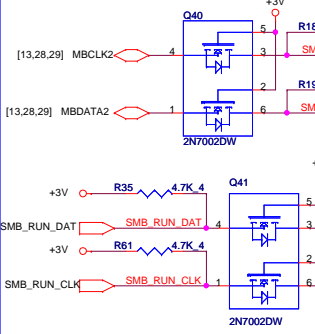 +3V
Q40
R18
5
[13,28,29] MBCLK2
4
3
SM
R19
2
[13,28,29] MBDATA2
1
6
SM
2N7002DW
+3V
R35
4.7K_4
Q41
5
SMB_RUN_DAT
SMB_RUN_DAT
4
3
+3V
R61
4.7K_4
2
SMB_RUN_CLK
SMB_RUN_CLK
1
6
2N7002DW